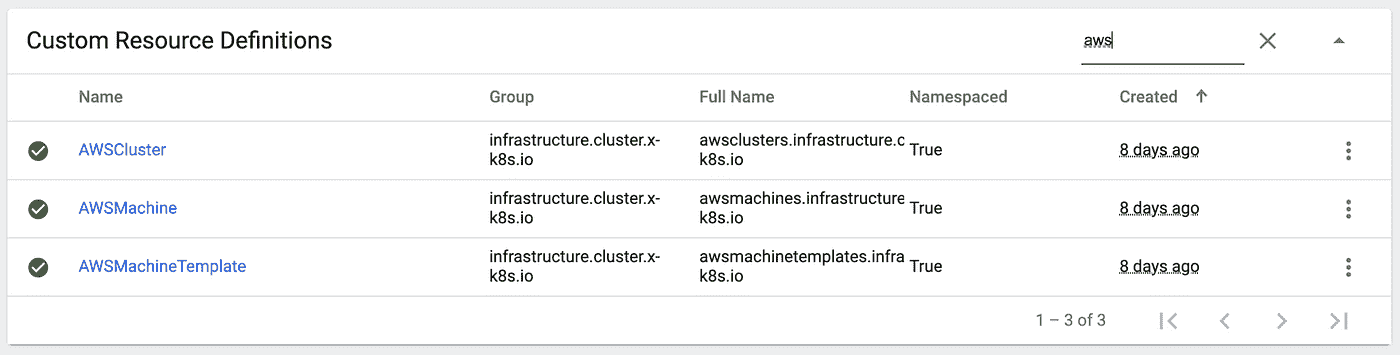 Custom Resource Definitions
aws
Name Group Full Name Namespaced Created
AWSCluster infrastructure.cluster.x- awsclusters.infrastructure.c True 8 days ago
k8s.io k8s.io
AWSMachine infrastructure.cluster.x- awsmachines.infrastructure True 8 days ago
k8s.io k8s.io
AWSMachineTemplate infrastructure.cluster.x- awsmachinetemplates.infra True 8 days ago
k8s.io k8s.io
1 – 3 of 3